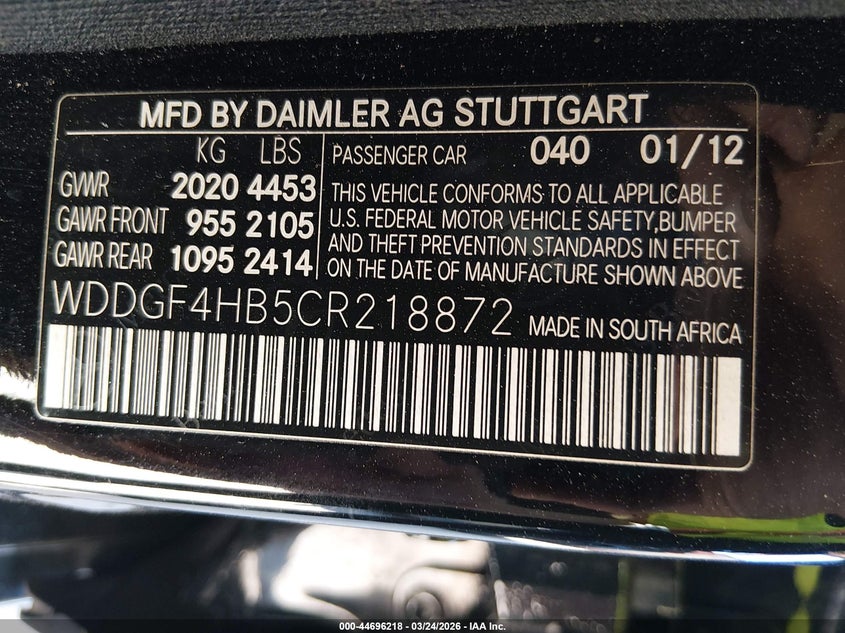 MFD BY DAIMLER AG STUTTGART
KG LBS
GVWR 2020 4453
GAWR FRONT 955 2105
GAWR REAR 1095 2414
PASSENGER CAR 040 01/12
THIS VEHICLE CONFORMS TO ALL APPLICABLE
U.S. FEDERAL MOTOR VEHICLE SAFETY,BUMPER
AND THEFT PREVENTION STANDARDS IN EFFECT
ON THE DATE OF MANUFACTURE SHOWN ABOVE
WDDGF4HB5CR218872 MADE IN SOUTH AFRICA
000-44696218 - 03/24/2026 - IAA Inc.